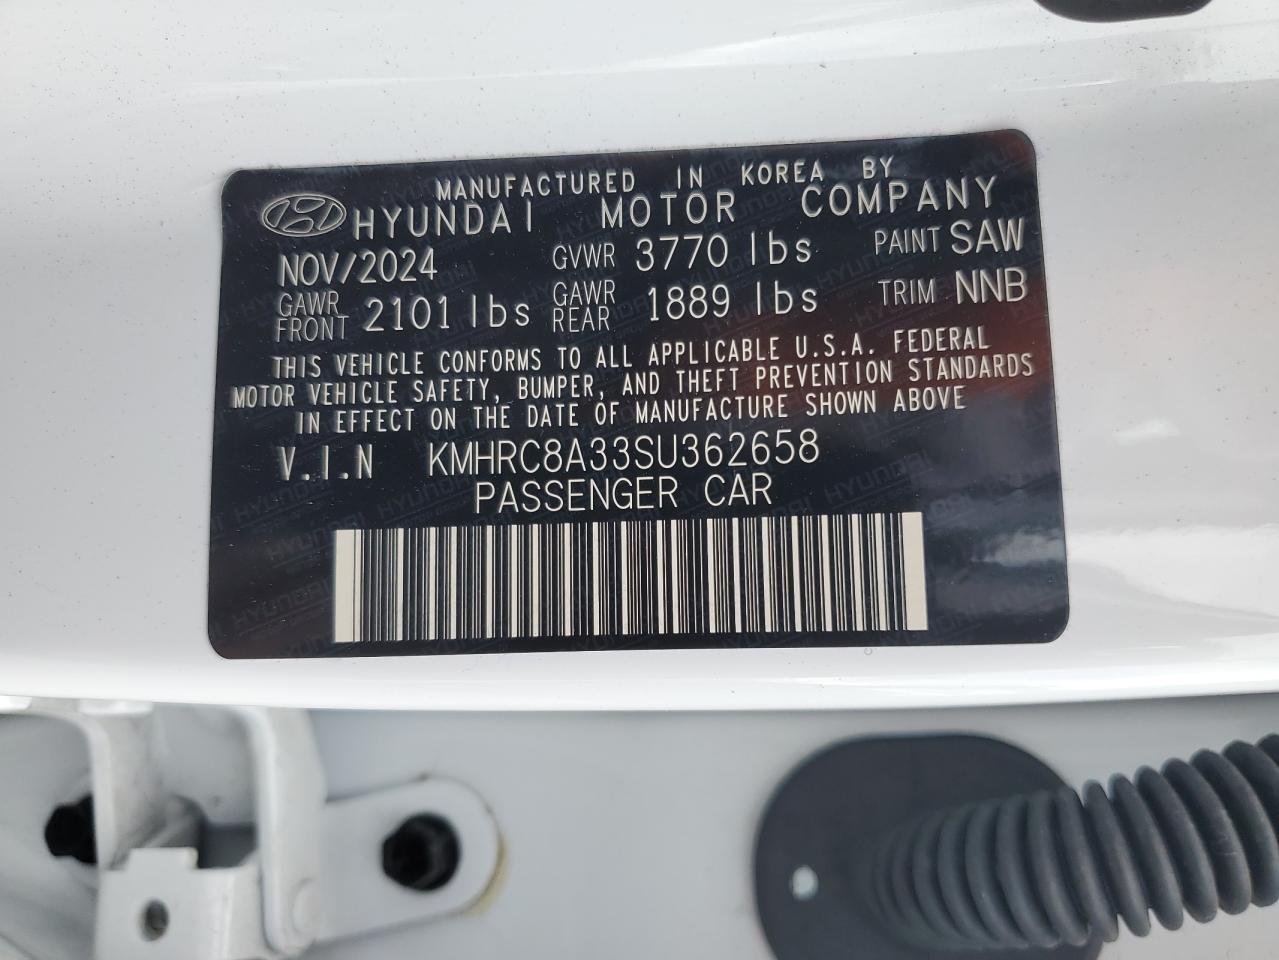 MANUFACTURED IN KOREA BY
HYUNDAI MOTOR COMPANY
NOV/2024 GVWR 3770 lbs PAINT SAW
GAWR FRONT 2101 lbs GAWR REAR 1889 lbs TRIM NNB
THIS VEHICLE CONFORMS TO ALL APPLICABLE U.S.A. FEDERAL
MOTOR VEHICLE SAFETY, BUMPER, AND THEFT PREVENTION STANDARDS
IN EFFECT ON THE DATE OF MANUFACTURE SHOWN ABOVE
V.I.N KMHRC8A33SU362658
PASSENGER CAR